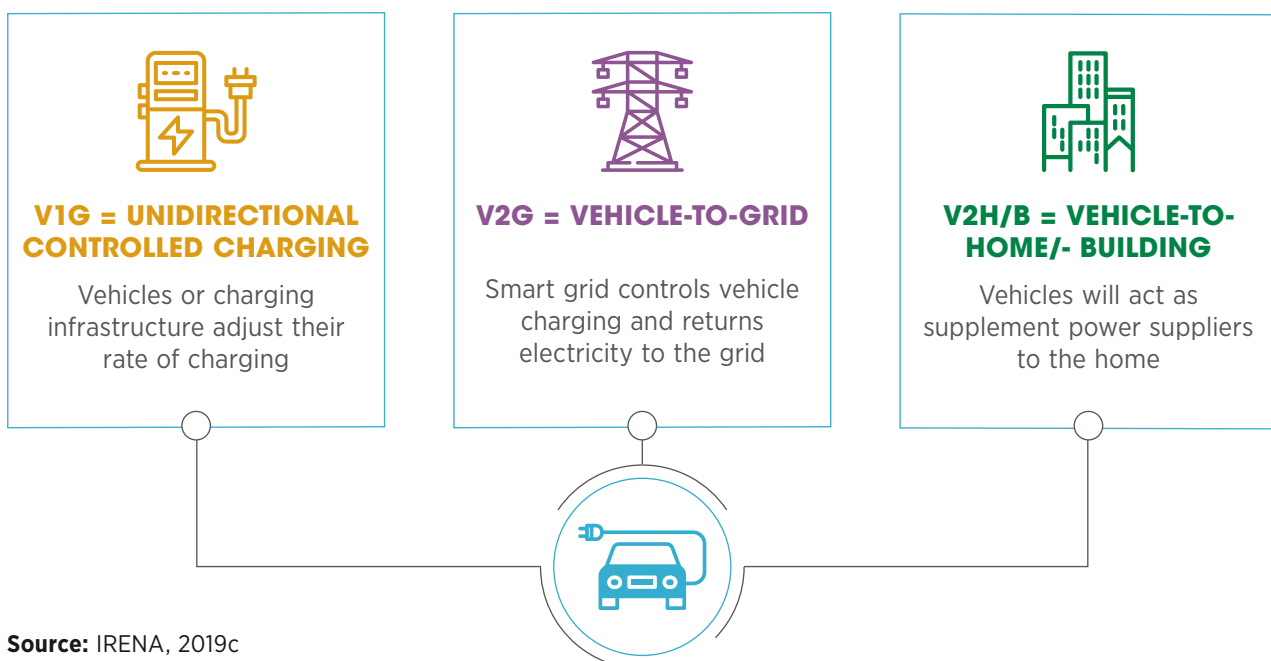 V1G = UNIDIRECTIONAL
CONTROLLED CHARGING
Vehicles or charging
infrastructure adjust their
rate of charging
V2G = VEHICLE-TO-GRID
Smart grid controls vehicle
charging and returns
electricity to the grid
V2H/B = VEHICLE-TO-
HOME/- BUILDING
Vehicles will act as
supplement power suppliers
to the home
Source: IRENA, 2019c